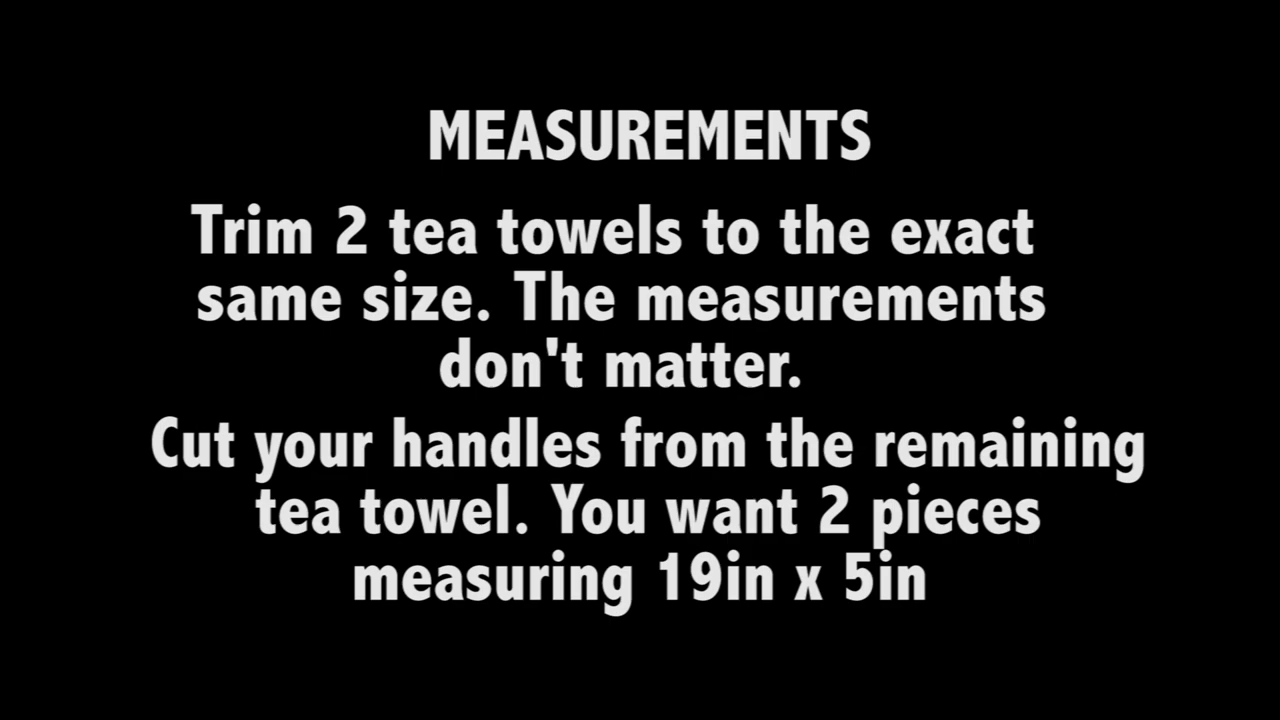 MEASUREMENTS
Trim 2 tea towels to the exact
same size. The measurements
don't matter.
Cut your handles from the remaining
tea towel. You want 2 pieces
measuring 19in x 5in